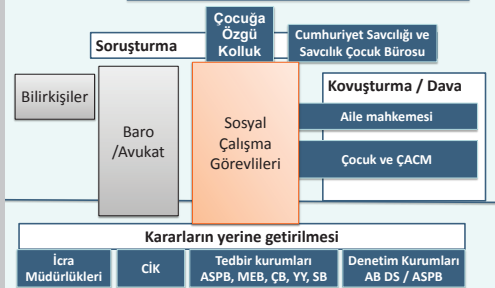 Çocuğa
Özgü
Kolluk
Soruşturma
Cumhuriyet Savcılığı ve
Savcılık Çocuk Bürosu
Bilirkişiler
Baro
/Avukat
Sosyal
Çalışma
Görevlileri
Kovuşturma / Dava
Aile mahkemesi
Çocuk ve ÇACM
Kararların yerine getirilmesi
İcra
Müdürlükleri
CİK
Tedbir kurumları
ASPB, MEB, ÇB, YY, SB
Denetim Kurumları
AB DS / ASPB